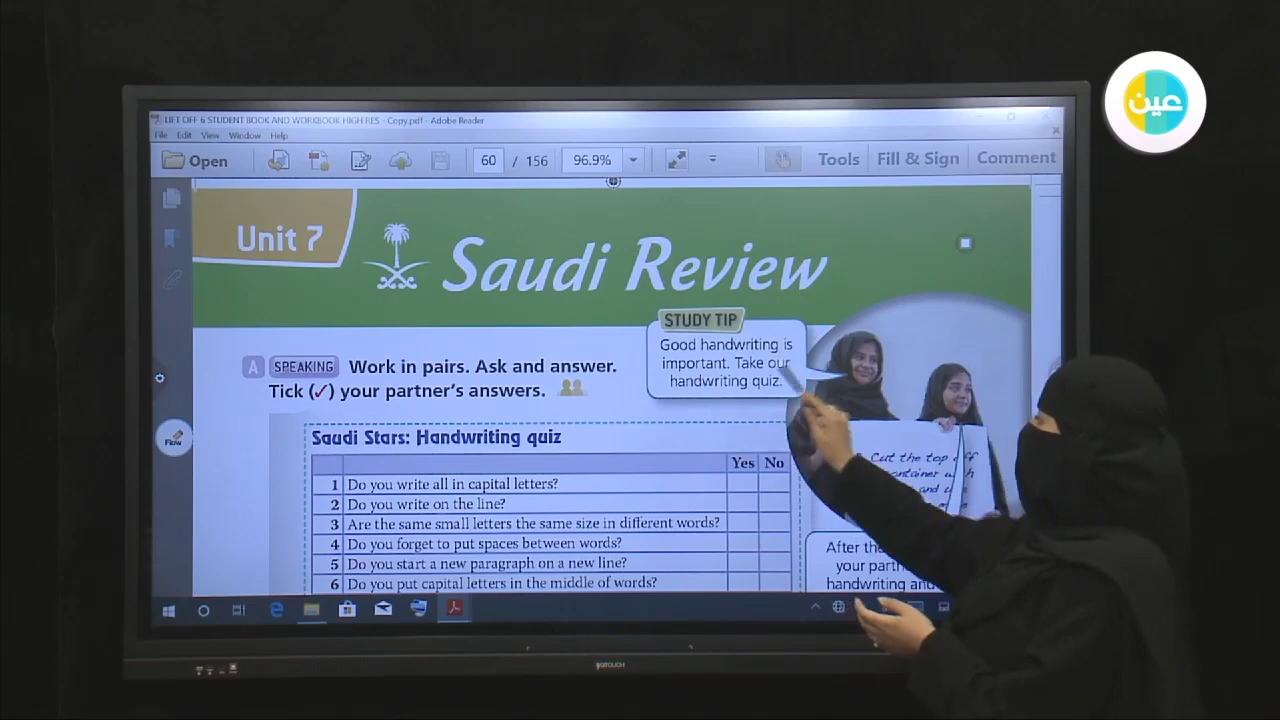 عين
LIFT OFF 6 STUDENT BOOK AND WORKBOOK HIGH RES - Copy.pdf - Adobe Reader
File Edit View Window Help
Open 60 / 156 96.9% Tools Fill & Sign Comment
Unit 7
Saudi Review
STUDY TIP
Good handwriting is
important. Take our
handwriting quiz.
A SPEAKING Work in pairs. Ask and answer.
Tick (✓) your partner's answers.
Flow
Saudi Stars: Handwriting quiz
Yes No
1 Do you write all in capital letters?
2 Do you write on the line?
3 Are the same small letters the same size in different words?
4 Do you forget to put spaces between words?
5 Do you start a new paragraph on a new line?
6 Do you put capital letters in the middle of words?
Cut the top off
and
After
your
handwriting and